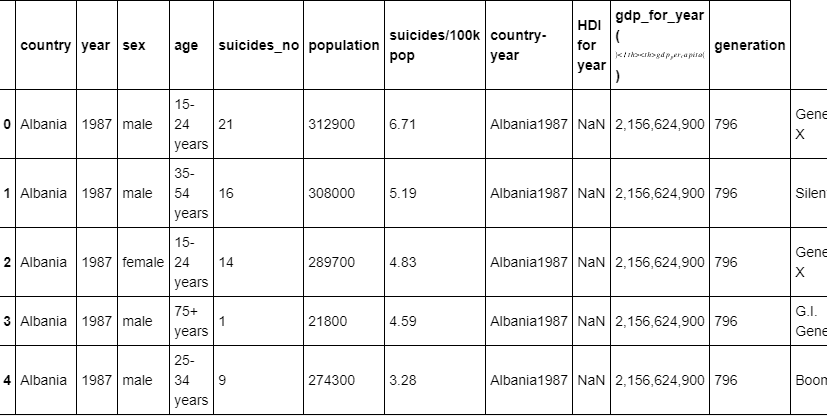 country year sex age suicides_no population suicides/100k pop country-year HDI for year gdp_for_year ( ) generation
0 Albania 1987 male 15-24 years 21 312900 6.71 Albania1987 NaN 2,156,624,900 796 Gene X
1 Albania 1987 male 35-54 years 16 308000 5.19 Albania1987 NaN 2,156,624,900 796 Silen
2 Albania 1987 female 15-24 years 14 289700 4.83 Albania1987 NaN 2,156,624,900 796 Gene X
3 Albania 1987 male 75+ years 1 21800 4.59 Albania1987 NaN 2,156,624,900 796 G.I. Gene
4 Albania 1987 male 25-34 years 9 274300 3.28 Albania1987 NaN 2,156,624,900 796 Boom